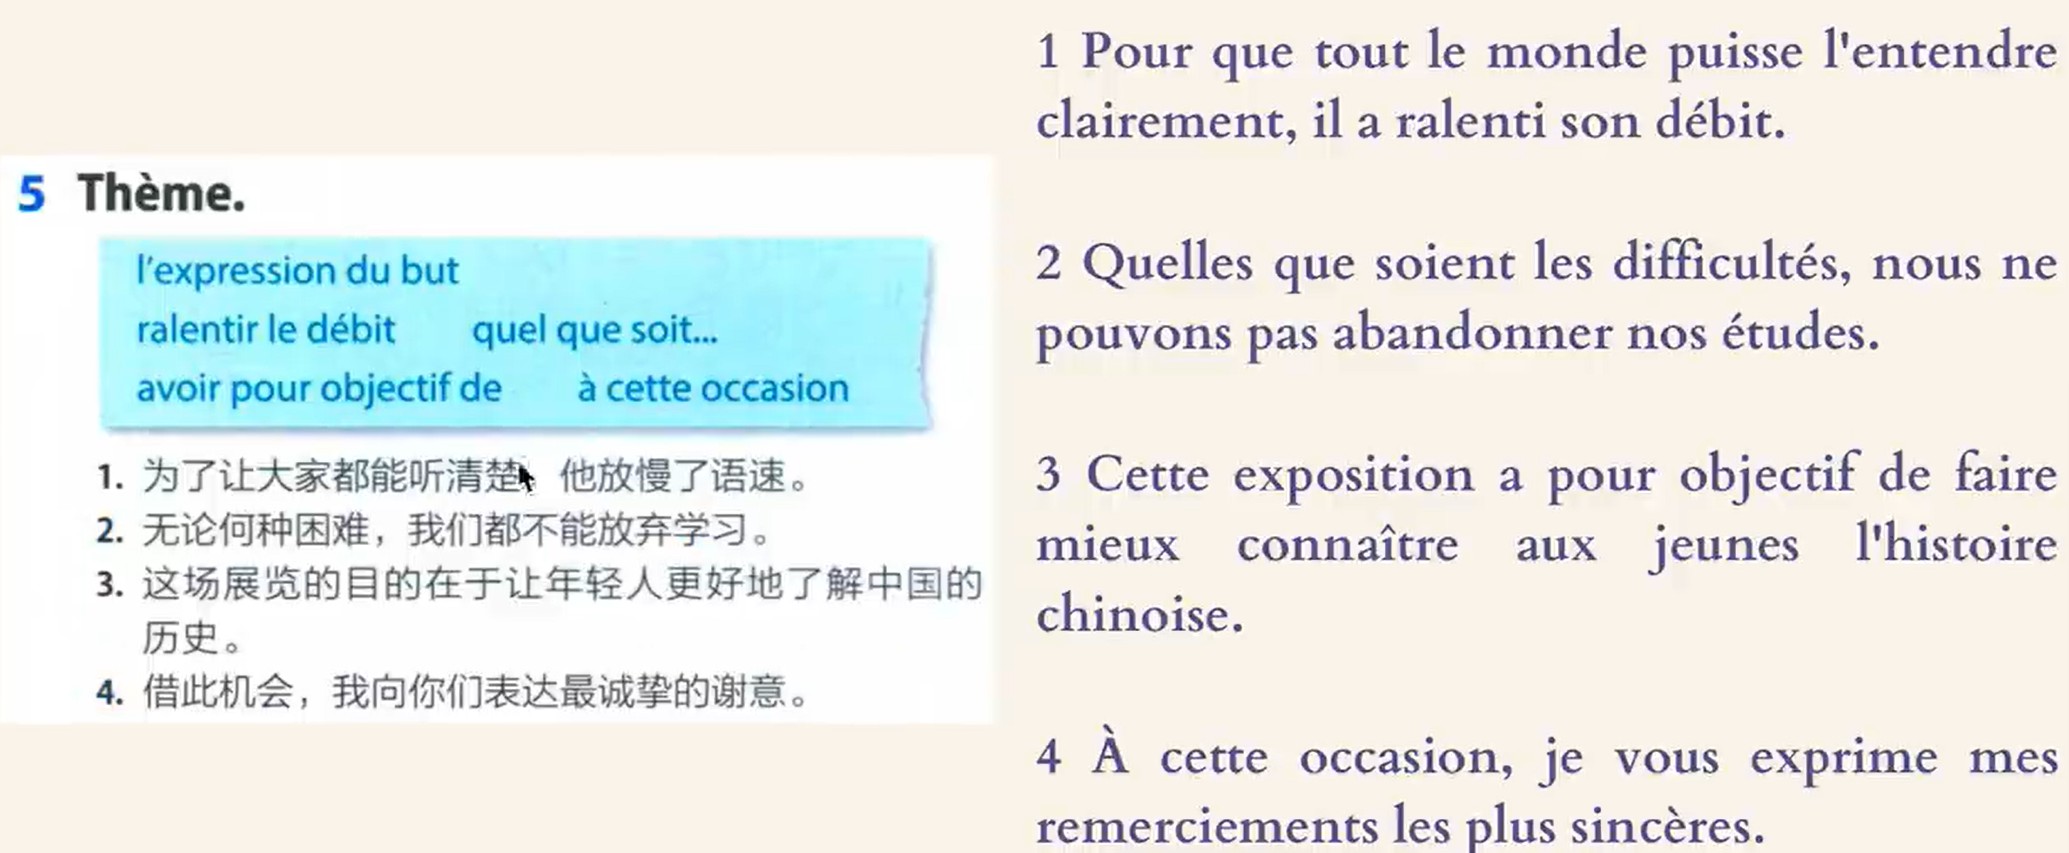 5 Thème.
l'expression du but
ralentir le débit quel que soit...
avoir pour objectif de à cette occasion
1. 为了让大家都能听清楚 他放慢了语速。
2. 无论何种困难，我们都不能放弃学习。
3. 这场展览的目的在于让年轻人更好地了解中国的
历史。
4. 借此机会，我向你们表达最诚挚的谢意。
1 Pour que tout le monde puisse l'entendre
clairement, il a ralenti son débit.
2 Quelles que soient les difficultés, nous ne
pouvons pas abandonner nos études.
3 Cette exposition a pour objectif de faire
mieux connaître aux jeunes l'histoire
chinoise.
4 À cette occasion, je vous exprime mes
remerciements les plus sincères.